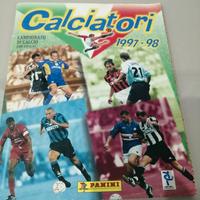 Calciatori
1997-98
CAMPIONATO
DI CALCIO
PANINI